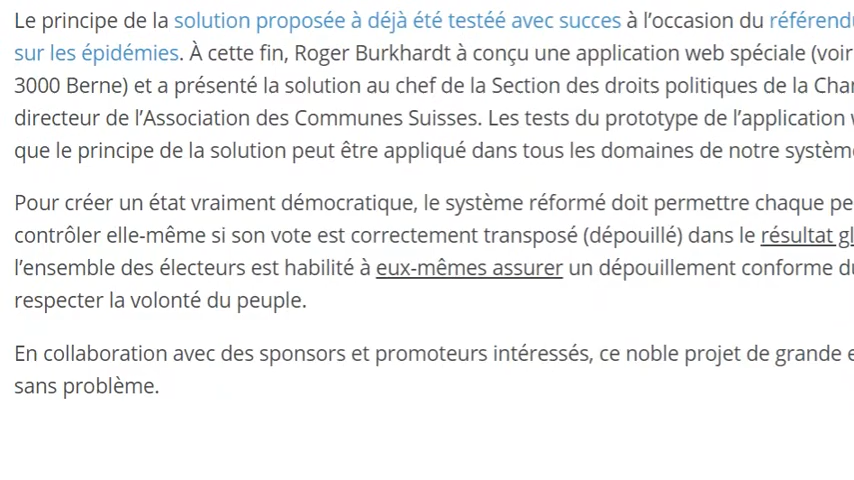 Le principe de la solution proposée à déjà été testéé avec succes à l’occasion du référend
sur les épidémies. À cette fin, Roger Burkhardt à conçu une application web spéciale (voir
3000 Berne) et a présenté la solution au chef de la Section des droits politiques de la Cha
directeur de l’Association des Communes Suisses. Les tests du prototype de l’application
que le principe de la solution peut être appliqué dans tous les domaines de notre systèm
Pour créer un état vraiment démocratique, le système réformé doit permettre chaque pe
contrôler elle-même si son vote est correctement transposé (dépouillé) dans le résultat gl
l’ensemble des électeurs est habilité à eux-mêmes assurer un dépouillement conforme d
respecter la volonté du peuple.
En collaboration avec des sponsors et promoteurs intéressés, ce noble projet de grande e
sans problème.